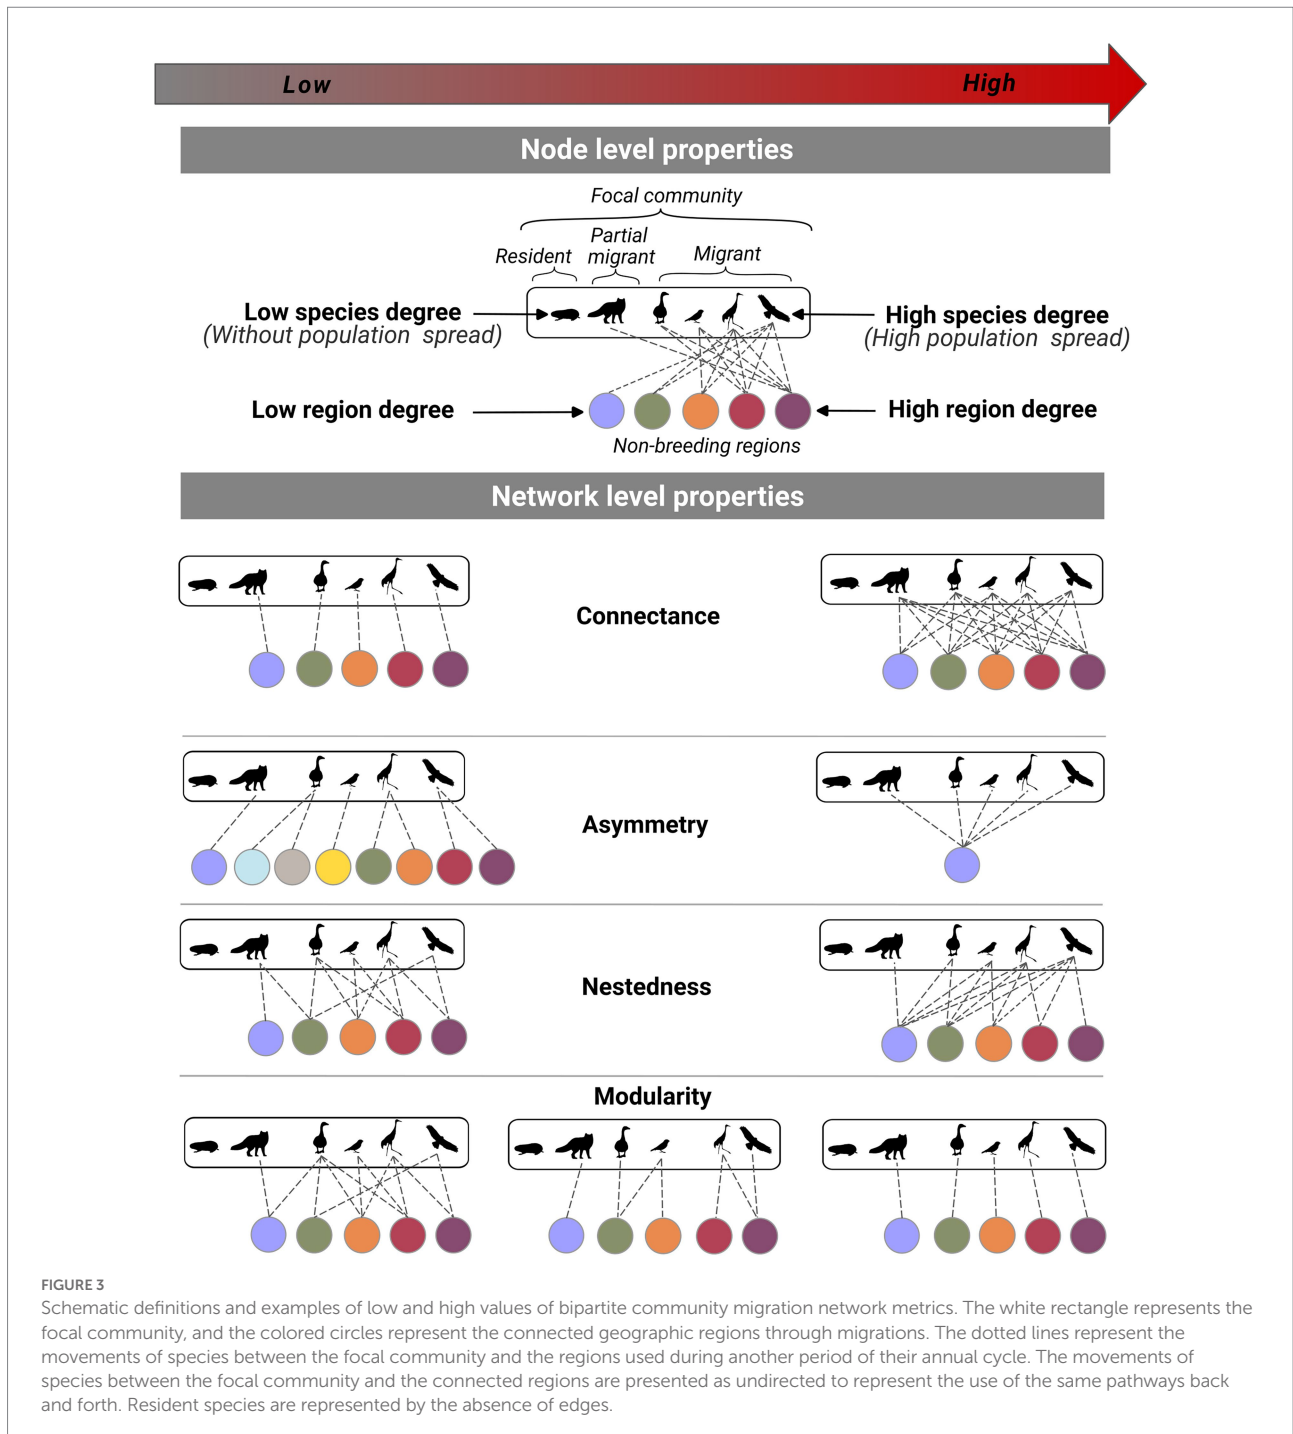 Low
High
Node level properties
Focal community
Resident
Partial
migrant
Migrant
Low species degree
(Without population spread)
High species degree
(High population spread)
Low region degree
High region degree
Non-breeding regions
Network level properties
Connectance
Asymmetry
Nestedness
Modularity
FIGURE 3
Schematic definitions and examples of low and high values of bipartite community migration network metrics. The white rectangle represents the
focal community, and the colored circles represent the connected geographic regions through migrations. The dotted lines represent the
movements of species between the focal community and the regions used during another period of their annual cycle. The movements of
species between the focal community and the connected regions are presented as undirected to represent the use of the same pathways back
and forth. Resident species are represented by the absence of edges.